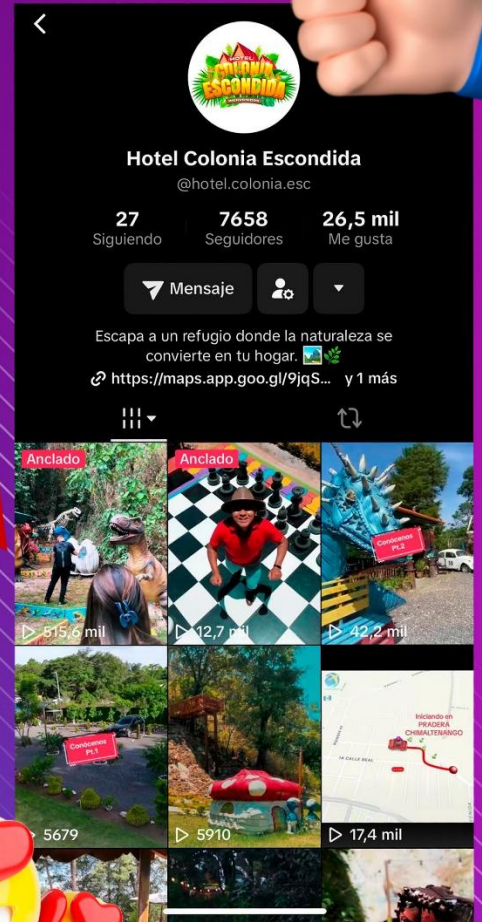 HOTEL
COLONIA
ESCONDIDA
Hotel Colonia Escondida
@hotel.colonia.esc
27 7658 26,5 mil
Siguiendo Seguidores Me gusta
Mensaje
Escapa a un refugio donde la naturaleza se
convierte en tu hogar. 🏞️🌿
https://maps.app.goo.gl/9jqS... y 1 más
Anclado
Anclado
Conócenos
Pt.2
515,6 mil
12,7 mil
42,2 mil
Conócenos
Pt.1
Iniciando en
PRADERA
CHIMALTENANGO
1A CALLE REAL
5679
5910
17,4 mil